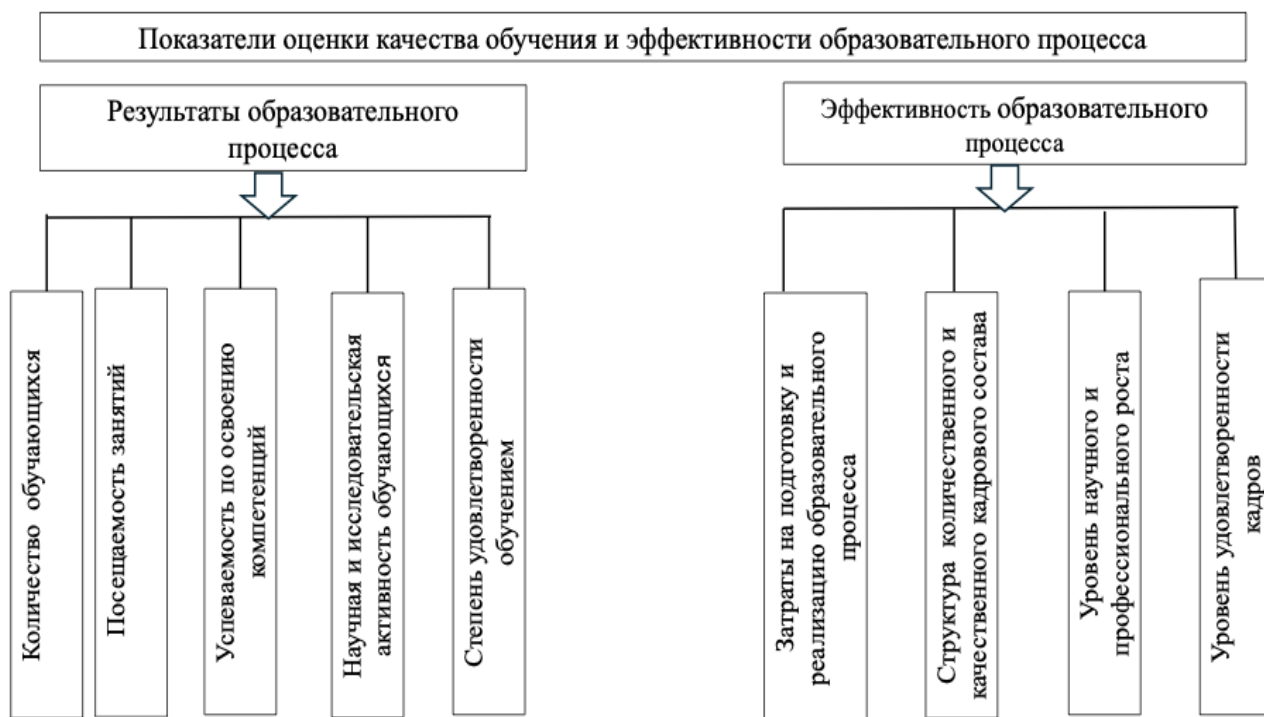 Показатели оценки качества обучения и эффективности образовательного процесса
Результаты образовательного
процесса
Эффективность образовательного
процесса
Количество обучающихся
Посещаемость занятий
Успеваемость по освоению
компетенций
Научная и исследовательская
активность обучающихся
Степень удовлетворенности
обучением
Затраты на подготовку и
реализацию образовательного
процесса
Структура количественного и
качественного кадрового состава
Уровень научного и
профессионального роста
Уровень удовлетворенности
кадров